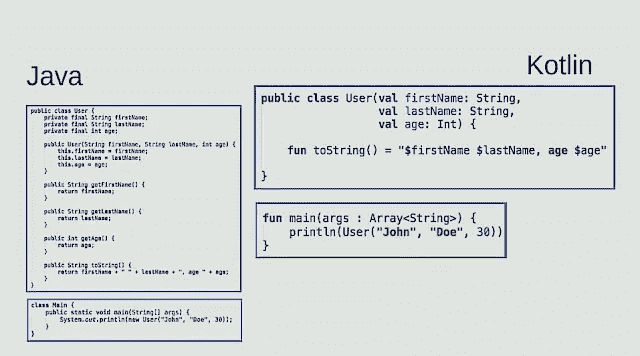 Java
public class User {
private final String firstName;
private final String lastName;
private final int age;
public User(String firstName, String lastName, int age) {
this.firstName = firstName;
this.lastName = lastName;
this.age = age;
}
public String getFirstName() {
return firstName;
}
public String getLastName() {
return lastName;
}
public int getAge() {
return age;
}
public String toString() {
return firstName + " " + lastName + ", age " + age;
}
}
class Main {
public static void main(String[] args) {
System.out.println(new User("John", "Doe", 30));
}
}
Kotlin
public class User(val firstName: String,
val lastName: String,
val age: Int) {
fun toString() = "$firstName $lastName, age $age"
}
fun main(args : Array<String>) {
println(User("John", "Doe", 30))
}